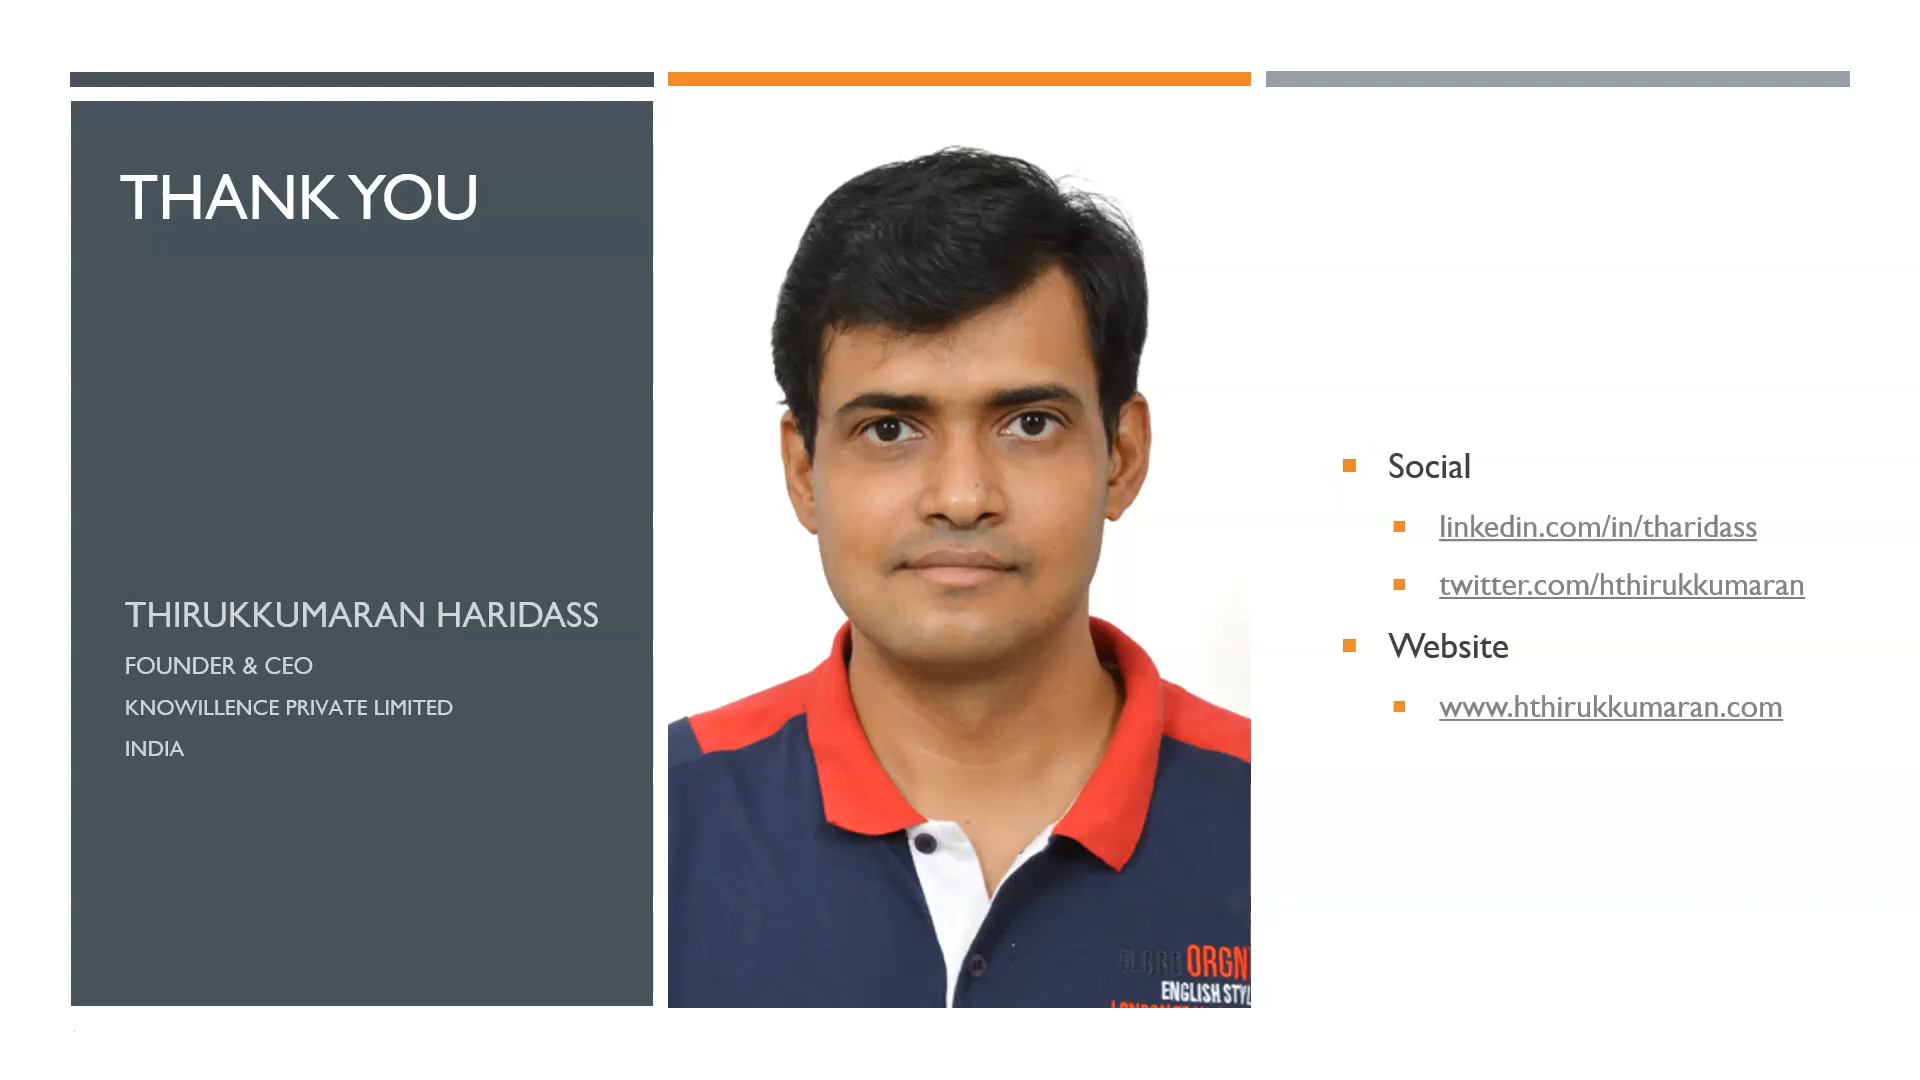 THANK YOU
THIRUKKUMARAN HARIDASS
FOUNDER & CEO
KNOWILLENCE PRIVATE LIMITED
INDIA
ORGN
ENGLISH STYL
Social
linkedin.com/in/tharidass
twitter.com/hthirukkumaran
Website
www.hthirukkumaran.com